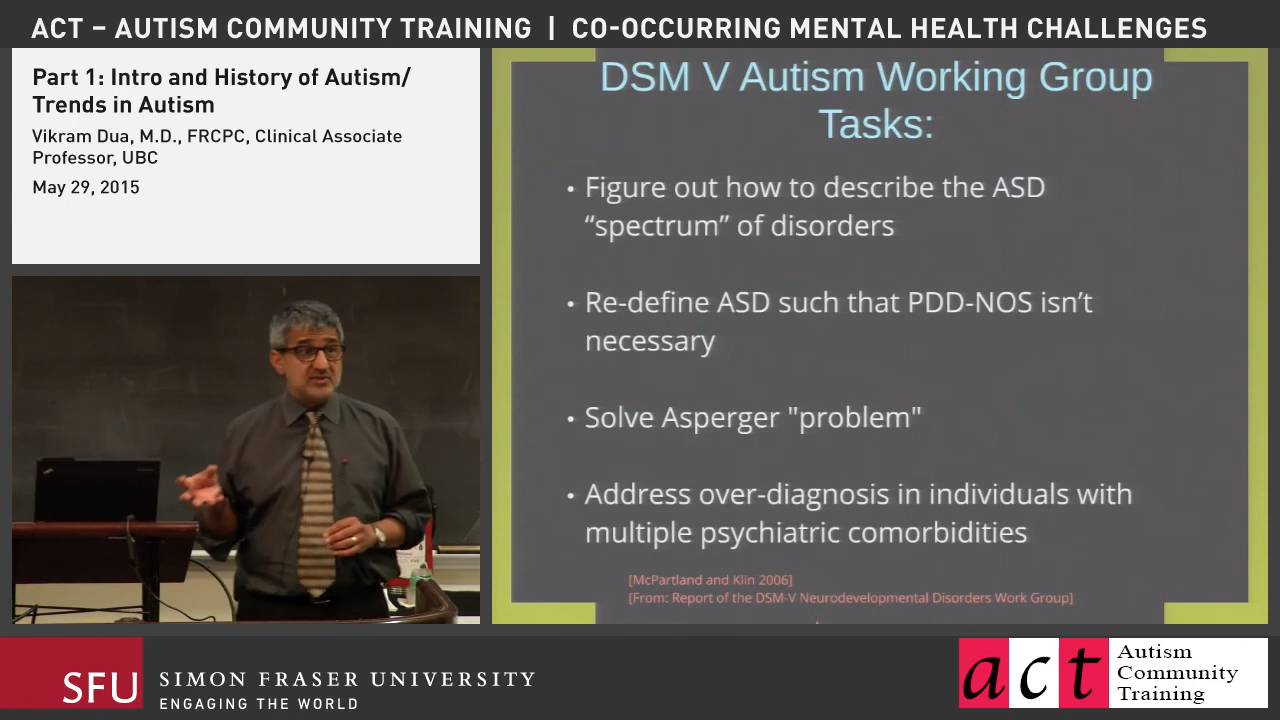 ACT – AUTISM COMMUNITY TRAINING | CO-OCCURRING MENTAL HEALTH CHALLENGES
Part 1: Intro and History of Autism/
Trends in Autism
Vikram Dua, M.D., FRCPC, Clinical Associate
Professor, UBC
May 29, 2015
DSM V Autism Working Group
Tasks:
• Figure out how to describe the ASD
“spectrum” of disorders
• Re-define ASD such that PDD-NOS isn’t
necessary
• Solve Asperger "problem"
• Address over-diagnosis in individuals with
multiple psychiatric comorbidities
[McPartland and Klin 2006]
[From: Report of the DSM-V Neurodevelopmental Disorders Work Group]
SFU
SIMON FRASER UNIVERSITY
ENGAGING THE WORLD
act
Autism
Community
Training